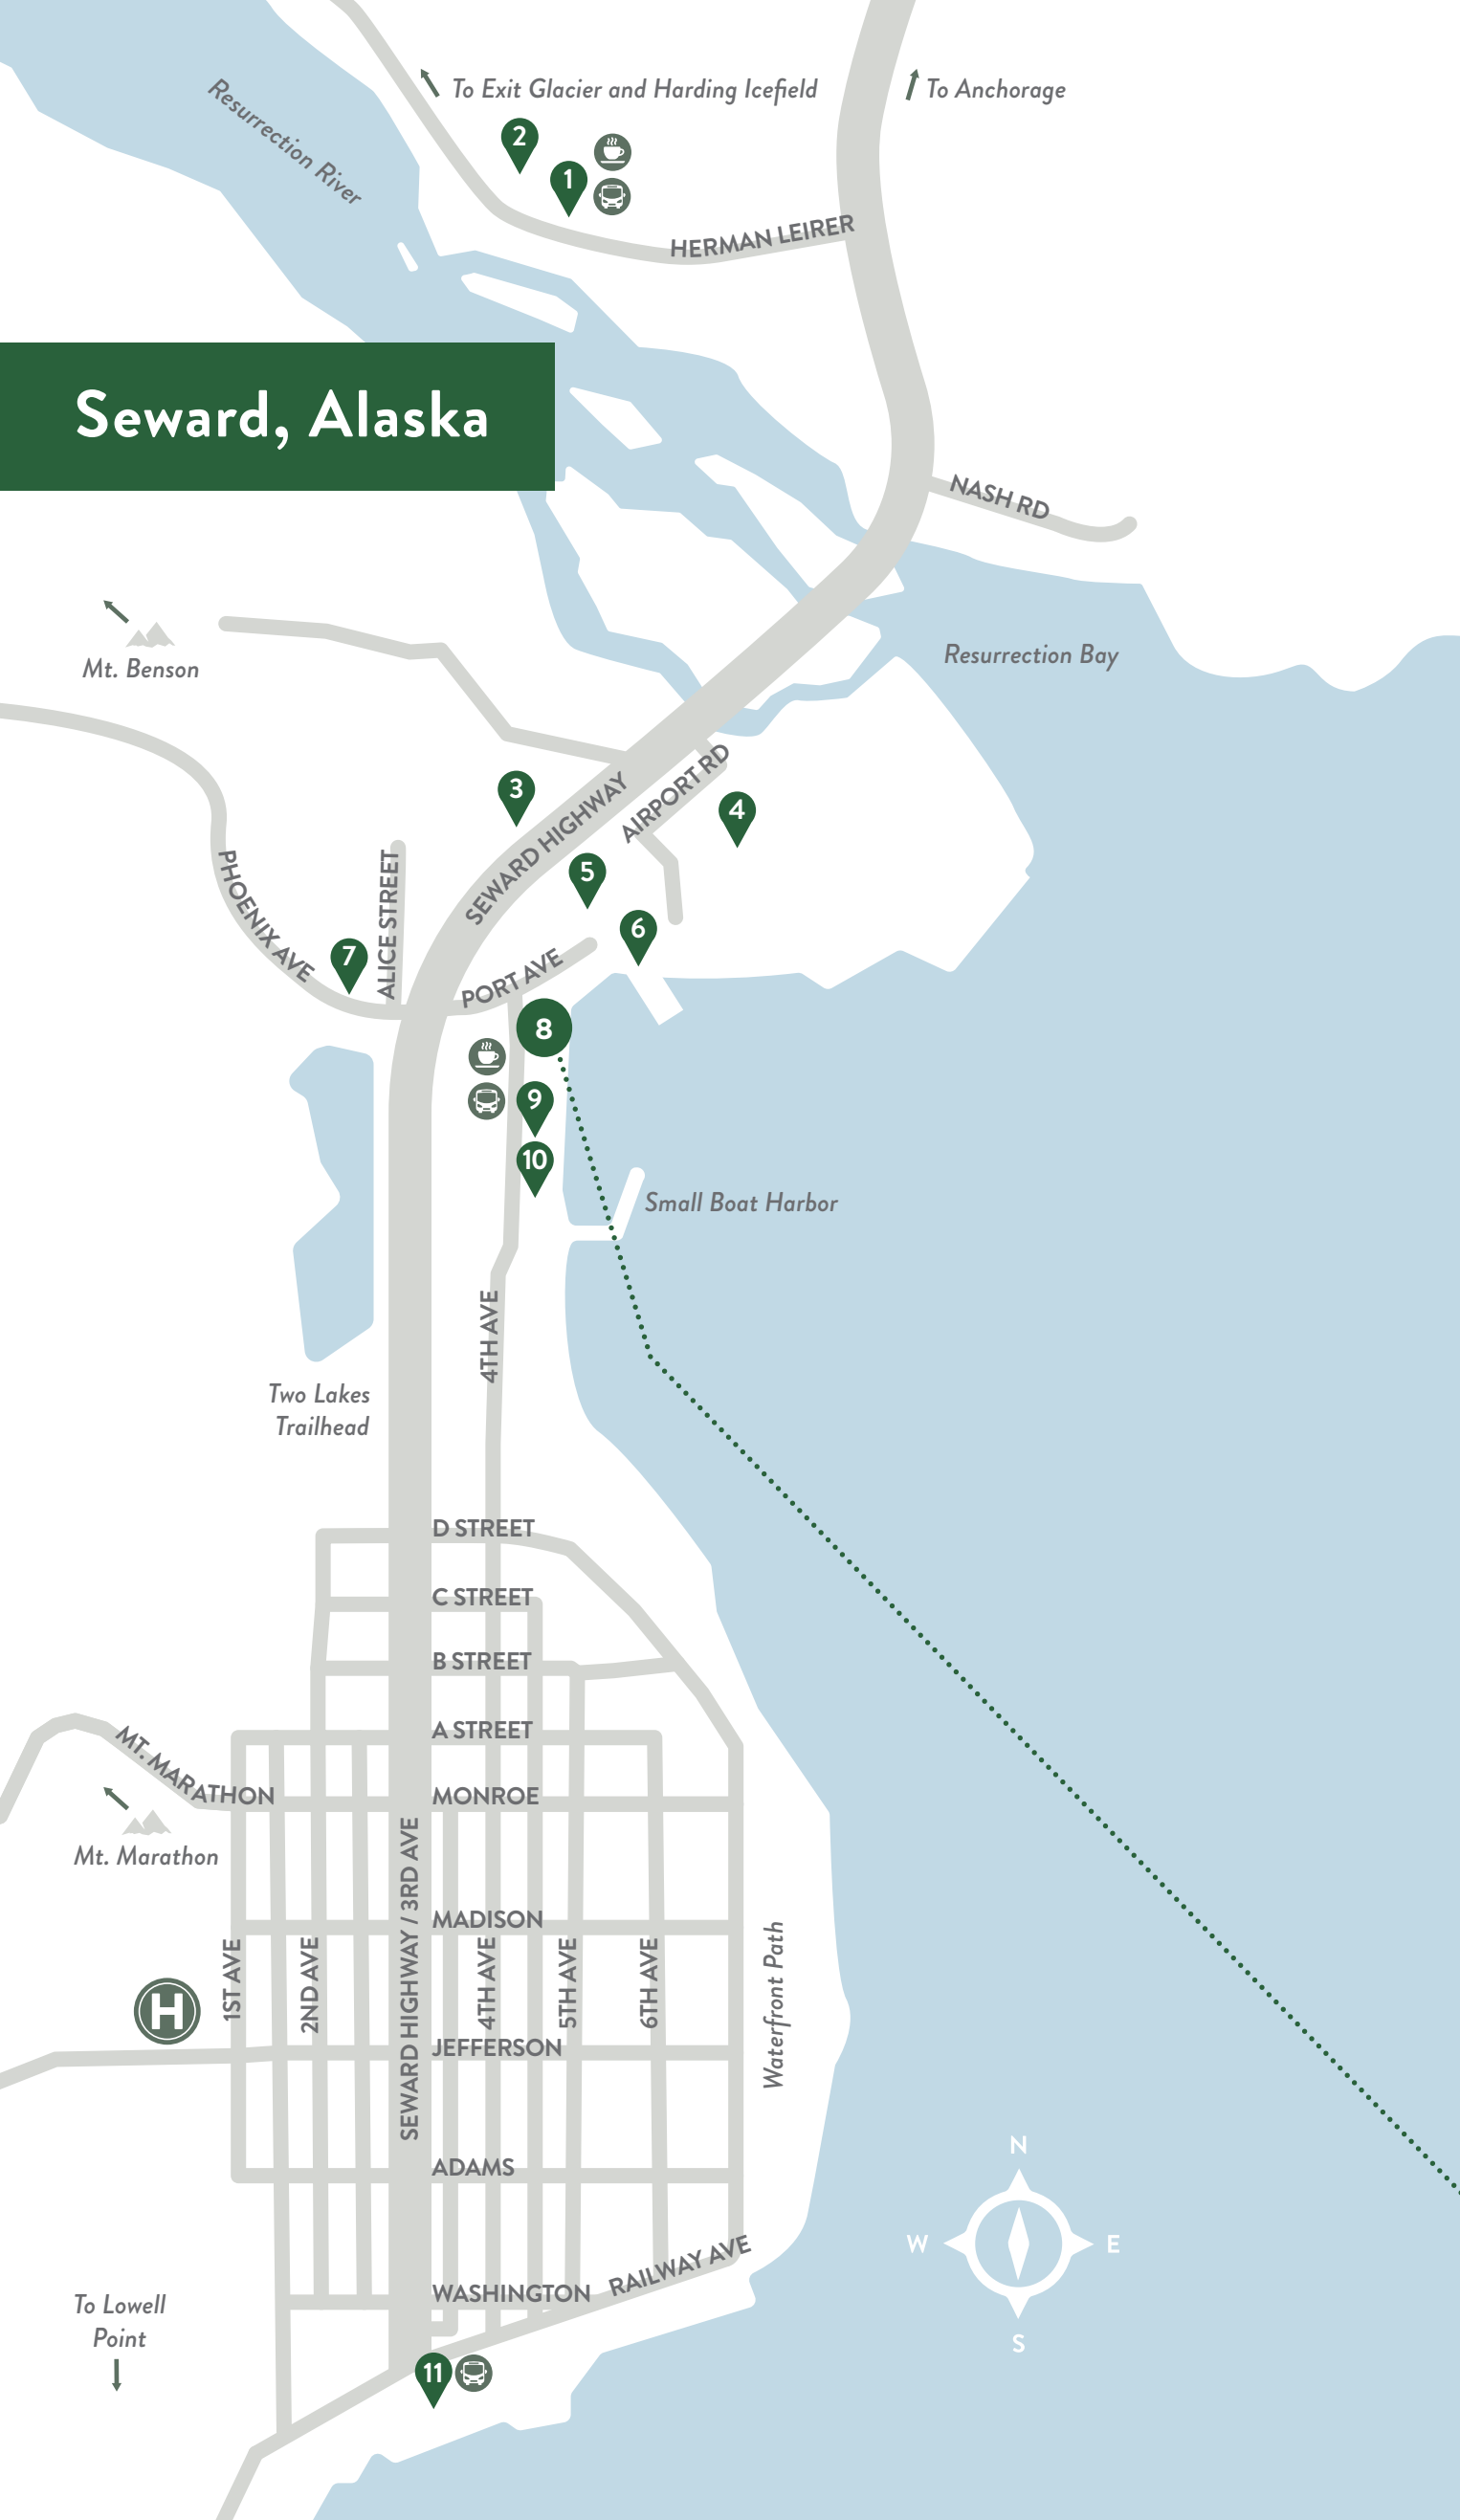 To Exit Glacier and Harding Icefield
To Anchorage
Resurrection River
2
1
HERMAN LEIRER
Seward, Alaska
NASH RD
Mt. Benson
Resurrection Bay
3
SEWARD HIGHWAY
AIRPORT RD
4
5
6
PHOENIX AVE
ALICE STREET
7
PORT AVE
8
9
10
Small Boat Harbor
4TH AVE
Two Lakes
Trailhead
D STREET
C STREET
B STREET
A STREET
MT. MARATHON
MONROE
Mt. Marathon
SEWARD HIGHWAY / 3RD AVE
MADISON
1ST AVE
2ND AVE
4TH AVE
5TH AVE
6TH AVE
Waterfront Path
H
JEFFERSON
ADAMS
N
W
E
S
RAILWAY AVE
WASHINGTON
To Lowell
Point
11